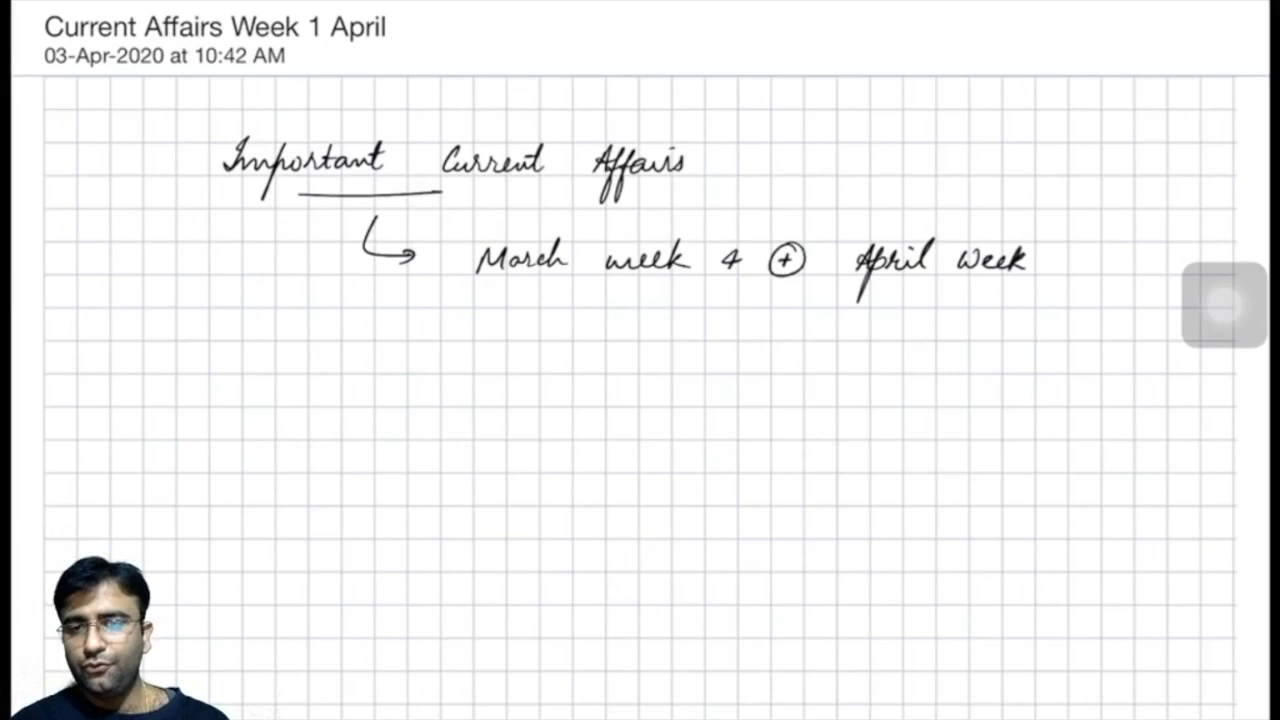 Current Affairs Week 1 April
03-Apr-2020 at 10:42 AM
Important Current Affairs
March week 4 + April Week